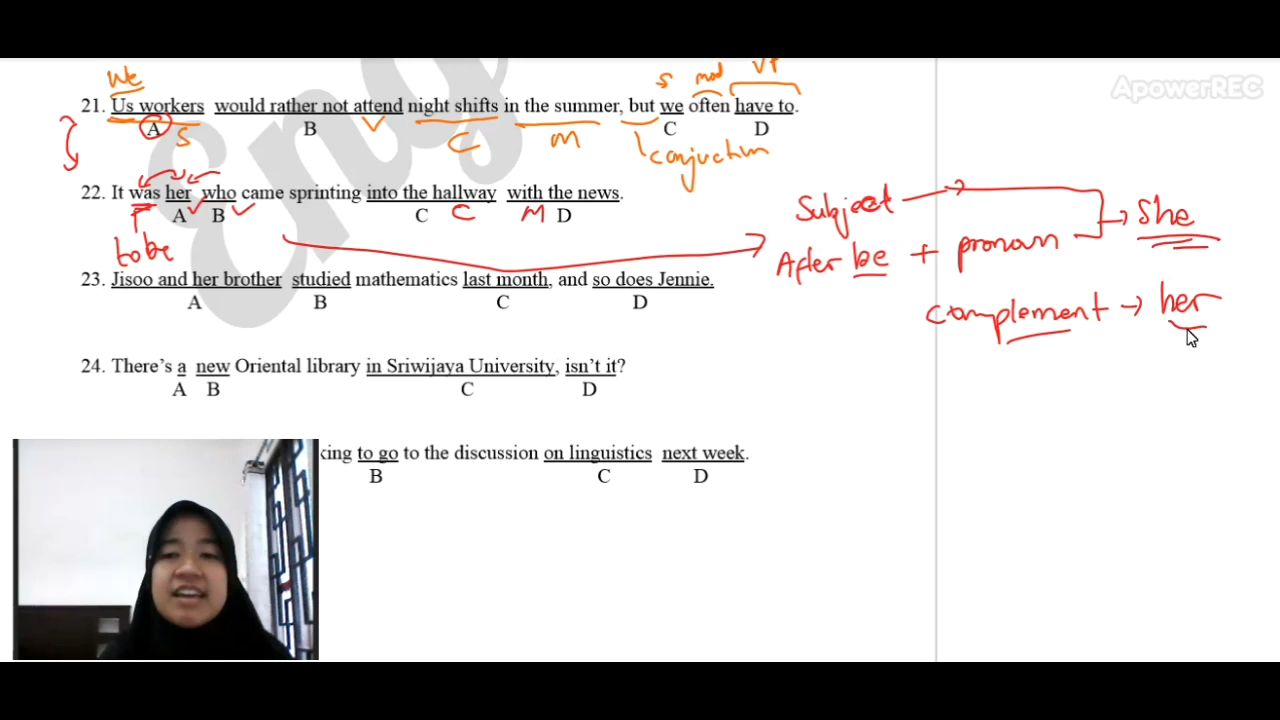 We
S
mod
VP
ApowerREC
21. Us workers would rather not attend night shifts in the summer, but we often have to.
A B C D
S C M conjuction
22. It was her who came sprinting into the hallway with the news.
A B C C M D
to be
Subject → She
After be + pronoun
complement → her
23. Jisoo and her brother studied mathematics last month, and so does Jennie.
A B C D
24. There's a new Oriental library in Sriwijaya University, isn't it?
A B C D
king to go to the discussion on linguistics next week.
B C D